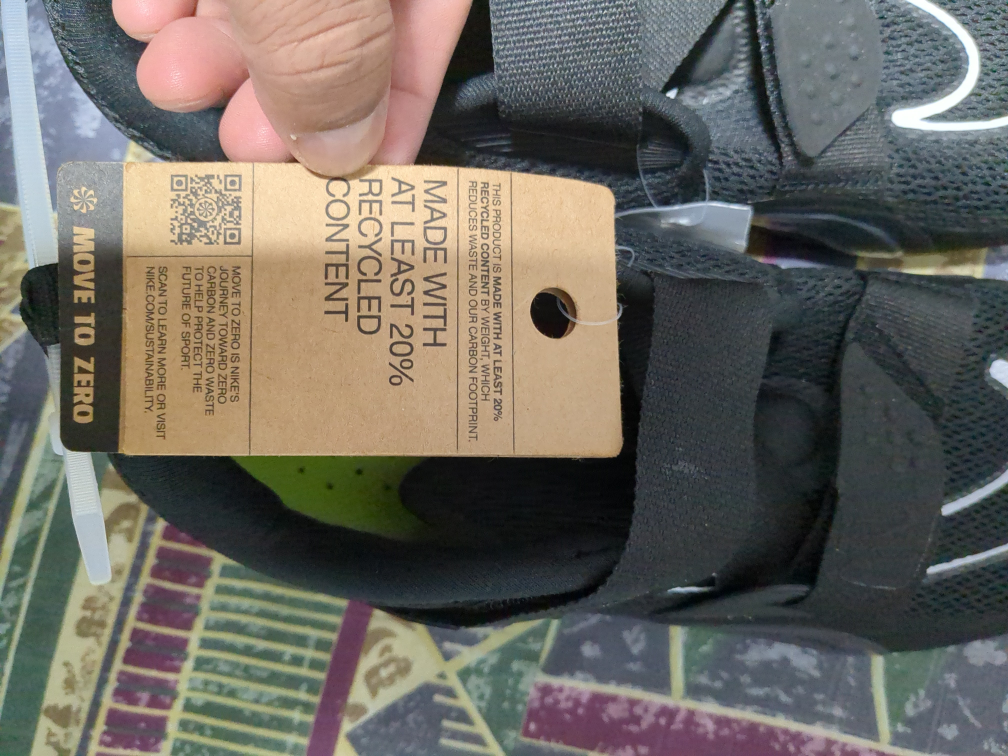 THIS PRODUCT IS MADE WITH AT LEAST 20%
RECYCLED CONTENT BY WEIGHT, WHICH
REDUCES WASTE AND OUR CARBON FOOTPRINT.
MADE WITH
AT LEAST 20%
RECYCLED
CONTENT
MOVE TO ZERO IS NIKE'S
JOURNEY TOWARD ZERO
CARBON AND ZERO WASTE
TO HELP PROTECT THE
FUTURE OF SPORT.
SCAN TO LEARN MORE OR VISIT
NIKE.COM/SUSTAINABILITY.
MOVE TO ZERO